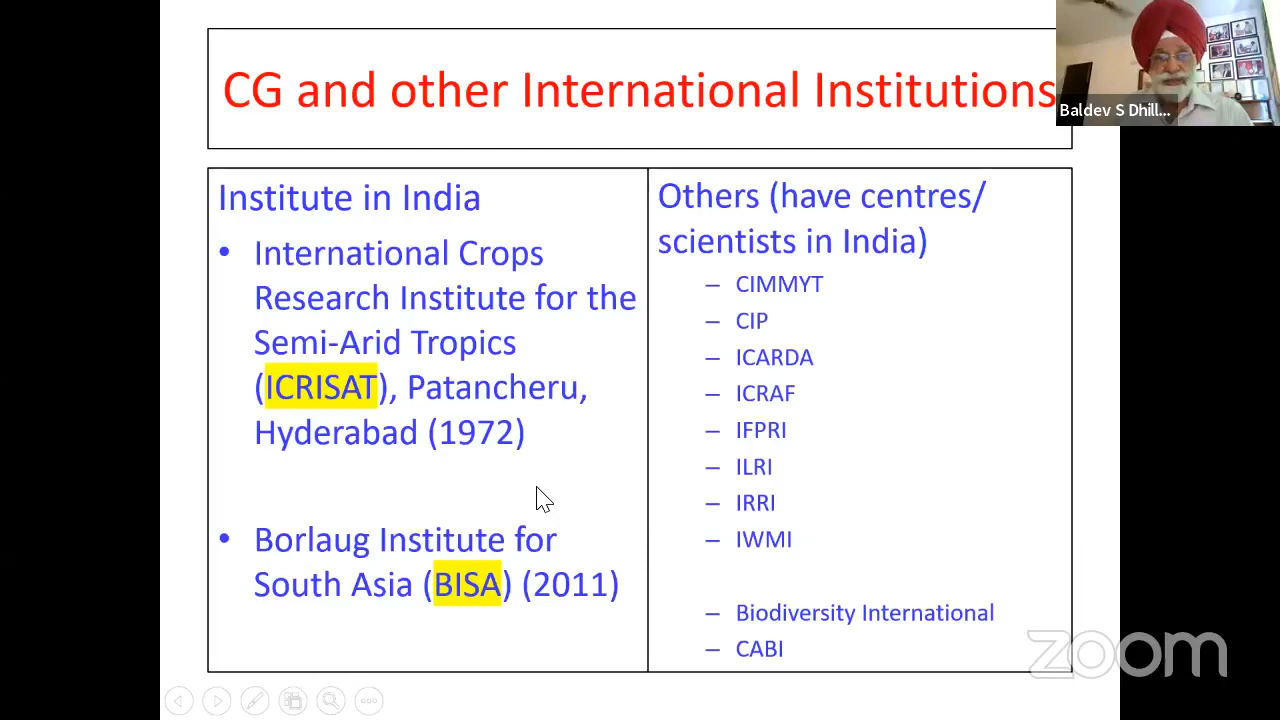 CG and other International Institutions
Baldev S Dhill...
Institute in India
• International Crops
Research Institute for the
Semi-Arid Tropics
(ICRISAT), Patancheru,
Hyderabad (1972)
• Borlaug Institute for
South Asia (BISA) (2011)
Others (have centres/
scientists in India)
– CIMMYT
– CIP
– ICARDA
– ICRAF
– IFPRI
– ILRI
– IRRI
– IWMI
– Biodiversity International
– CABI
zoom